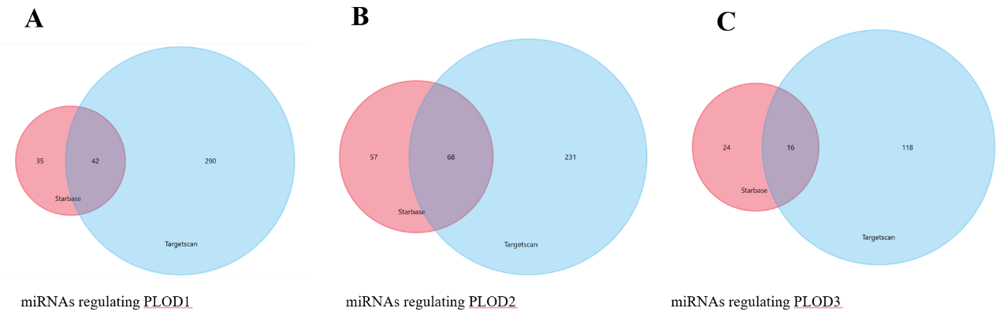 A
35
42
290
Starbase
Targetscan
miRNAs regulating PLOD1
B
57
68
231
Starbase
Targetscan
miRNAs regulating PLOD2
C
24
16
118
Starbase
Targetscan
miRNAs regulating PLOD3